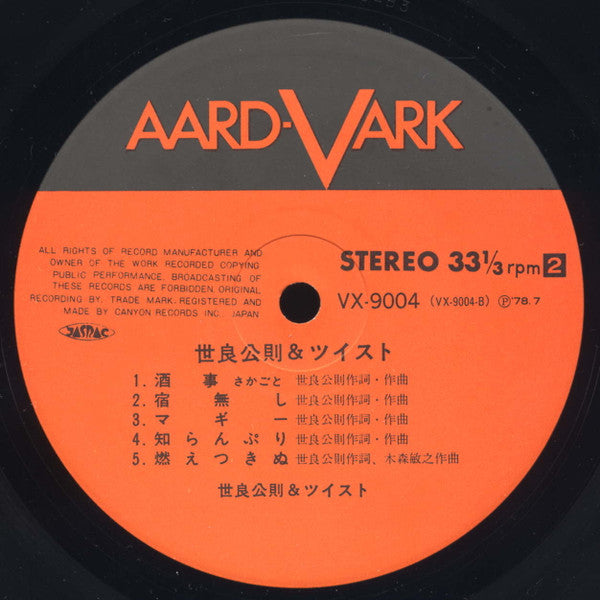 AARD-VARK
ALL RIGHTS OF RECORD MANUFACTURER AND
OWNER OF THE WORK RECORDED COPYING
PUBLIC PERFORMANCE. BROADCASTING OF
THESE RECORDS ARE FORBIDDEN. ORIGINAL
RECORDING BY. TRADE MARK. REGISTERED AND
MADE BY CANYON RECORDS INC. JAPAN
JASRAC
STEREO 33 1/3 rpm 2
VX-9004 (VX-9004-B) Ⓟ'78.7
世良公則&ツイスト
1. 酒事 さかごと 世良公則作詞・作曲
2. 宿無し 世良公則作詞・作曲
3. マギー 世良公則作詞・作曲
4. 知らんぷり 世良公則作詞・作曲
5. 燃えつきぬ 世良公則作詞、木森敏之作曲
世良公則&ツイスト